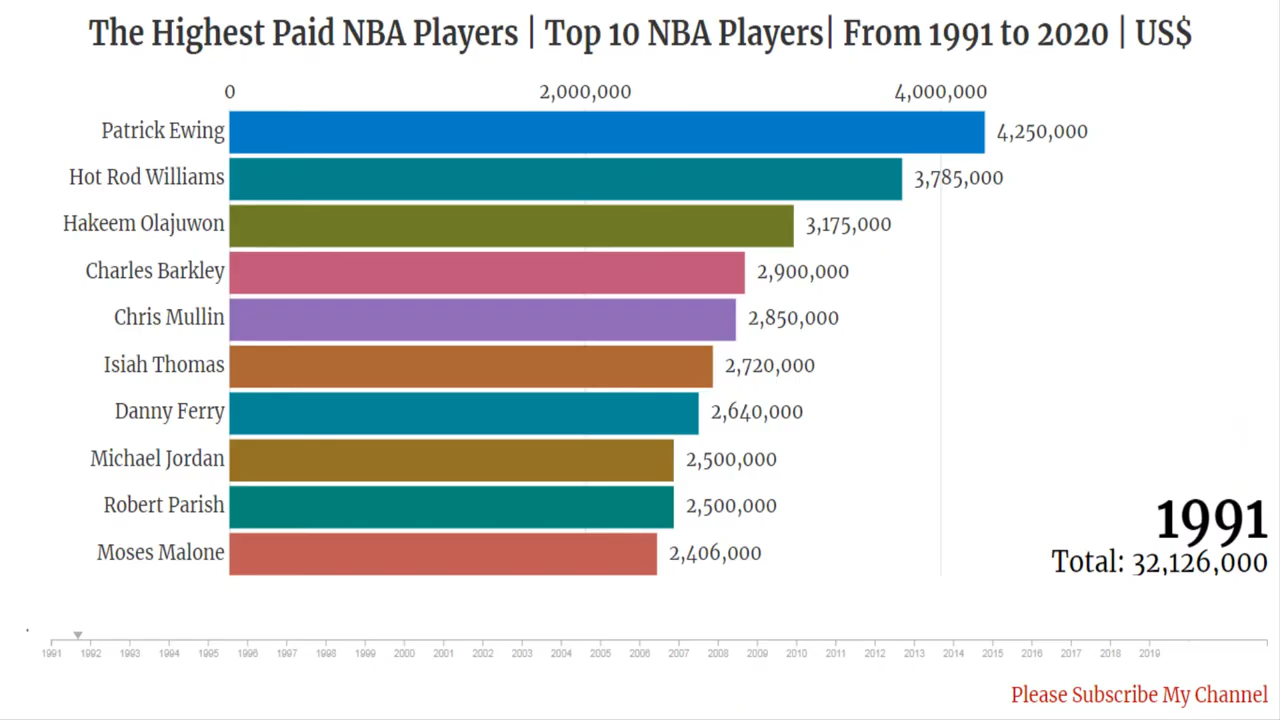 The Highest Paid NBA Players | Top 10 NBA Players| From 1991 to 2020 | US$
0 2,000,000 4,000,000
Patrick Ewing 4,250,000
Hot Rod Williams 3,785,000
Hakeem Olajuwon 3,175,000
Charles Barkley 2,900,000
Chris Mullin 2,850,000
Isiah Thomas 2,720,000
Danny Ferry 2,640,000
Michael Jordan 2,500,000
Robert Parish 2,500,000
Moses Malone 2,406,000
1991
Total: 32,126,000
1991 1992 1993 1994 1995 1996 1997 1998 1999 2000 2001 2002 2003 2004 2005 2006 2007 2008 2009 2010 2011 2012 2013 2014 2015 2016 2017 2018 2019
Please Subscribe My Channel